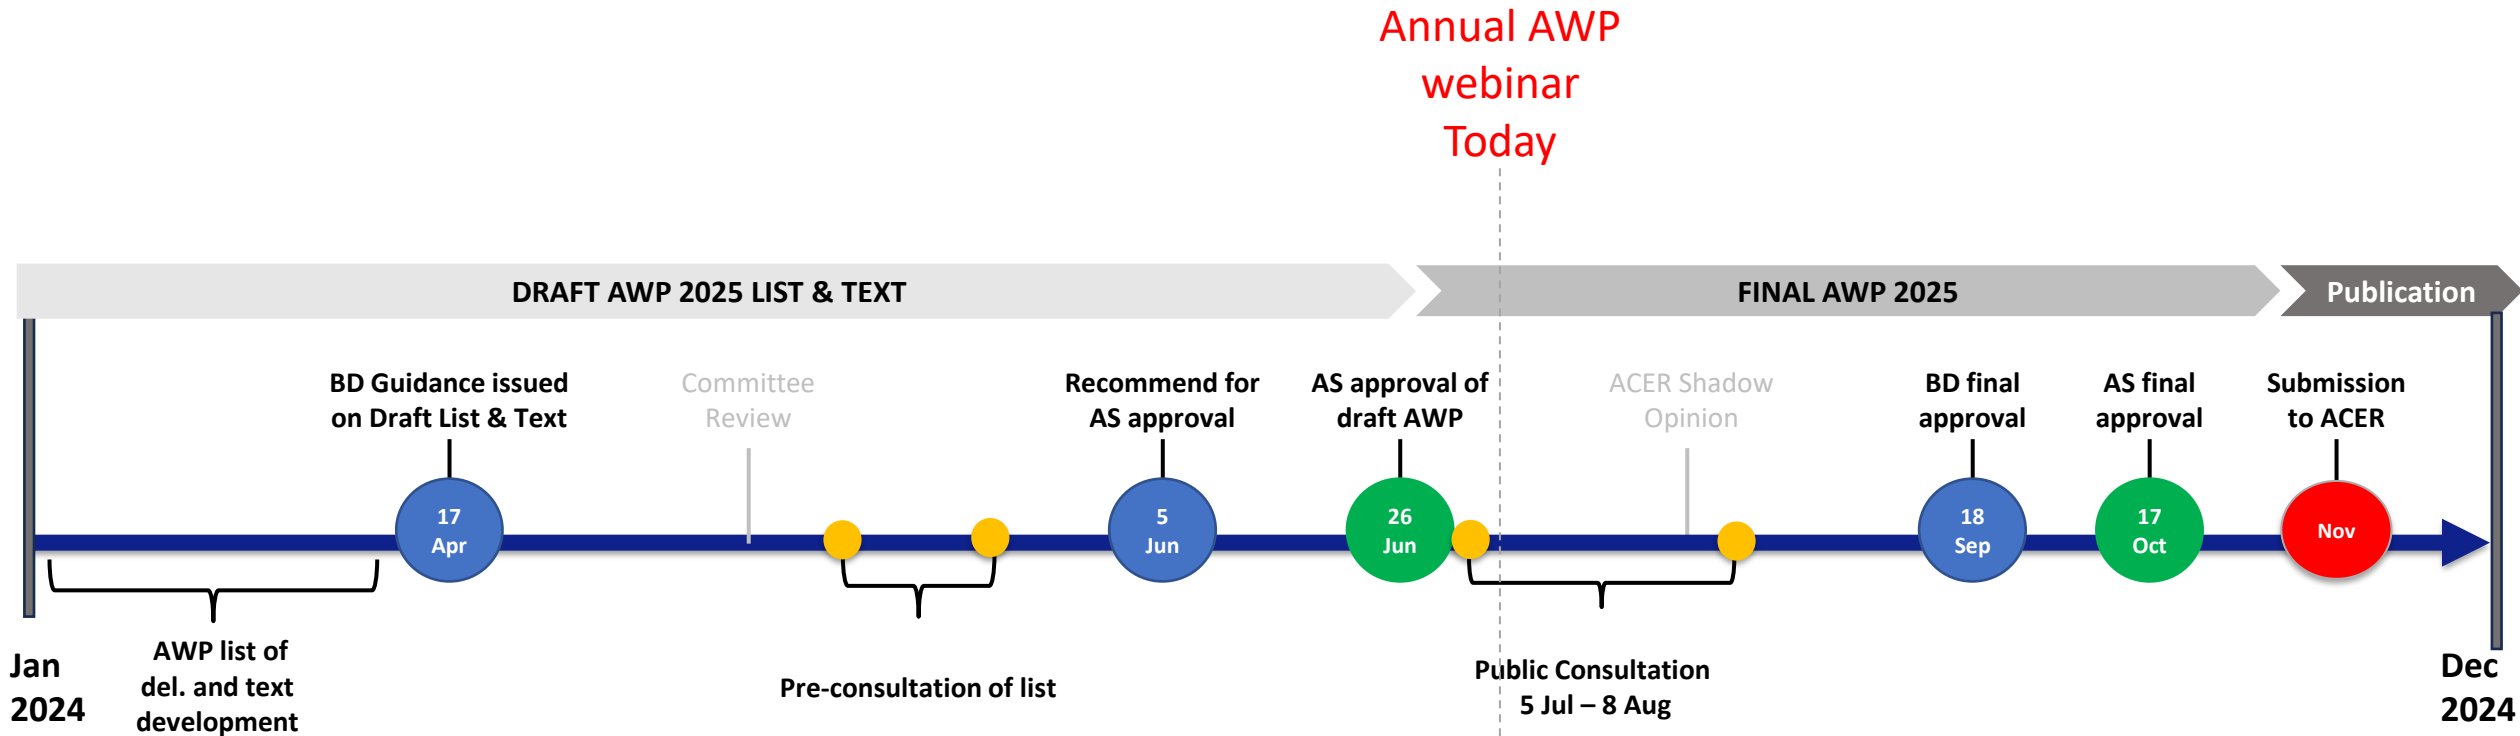 Annual AWP
webinar
Today
DRAFT AWP 2025 LIST & TEXT
FINAL AWP 2025
Publication
BD Guidance issued
on Draft List & Text
Committee
Review
Recommend for
AS approval
AS approval of
draft AWP
ACER Shadow
Opinion
BD final
approval
AS final
approval
Submission
to ACER
17
Apr
5
Jun
26
Jun
18
Sep
17
Oct
Nov
Jan
2024
AWP list of
del. and text
development
Pre-consultation of list
Public Consultation
5 Jul – 8 Aug
Dec
2024